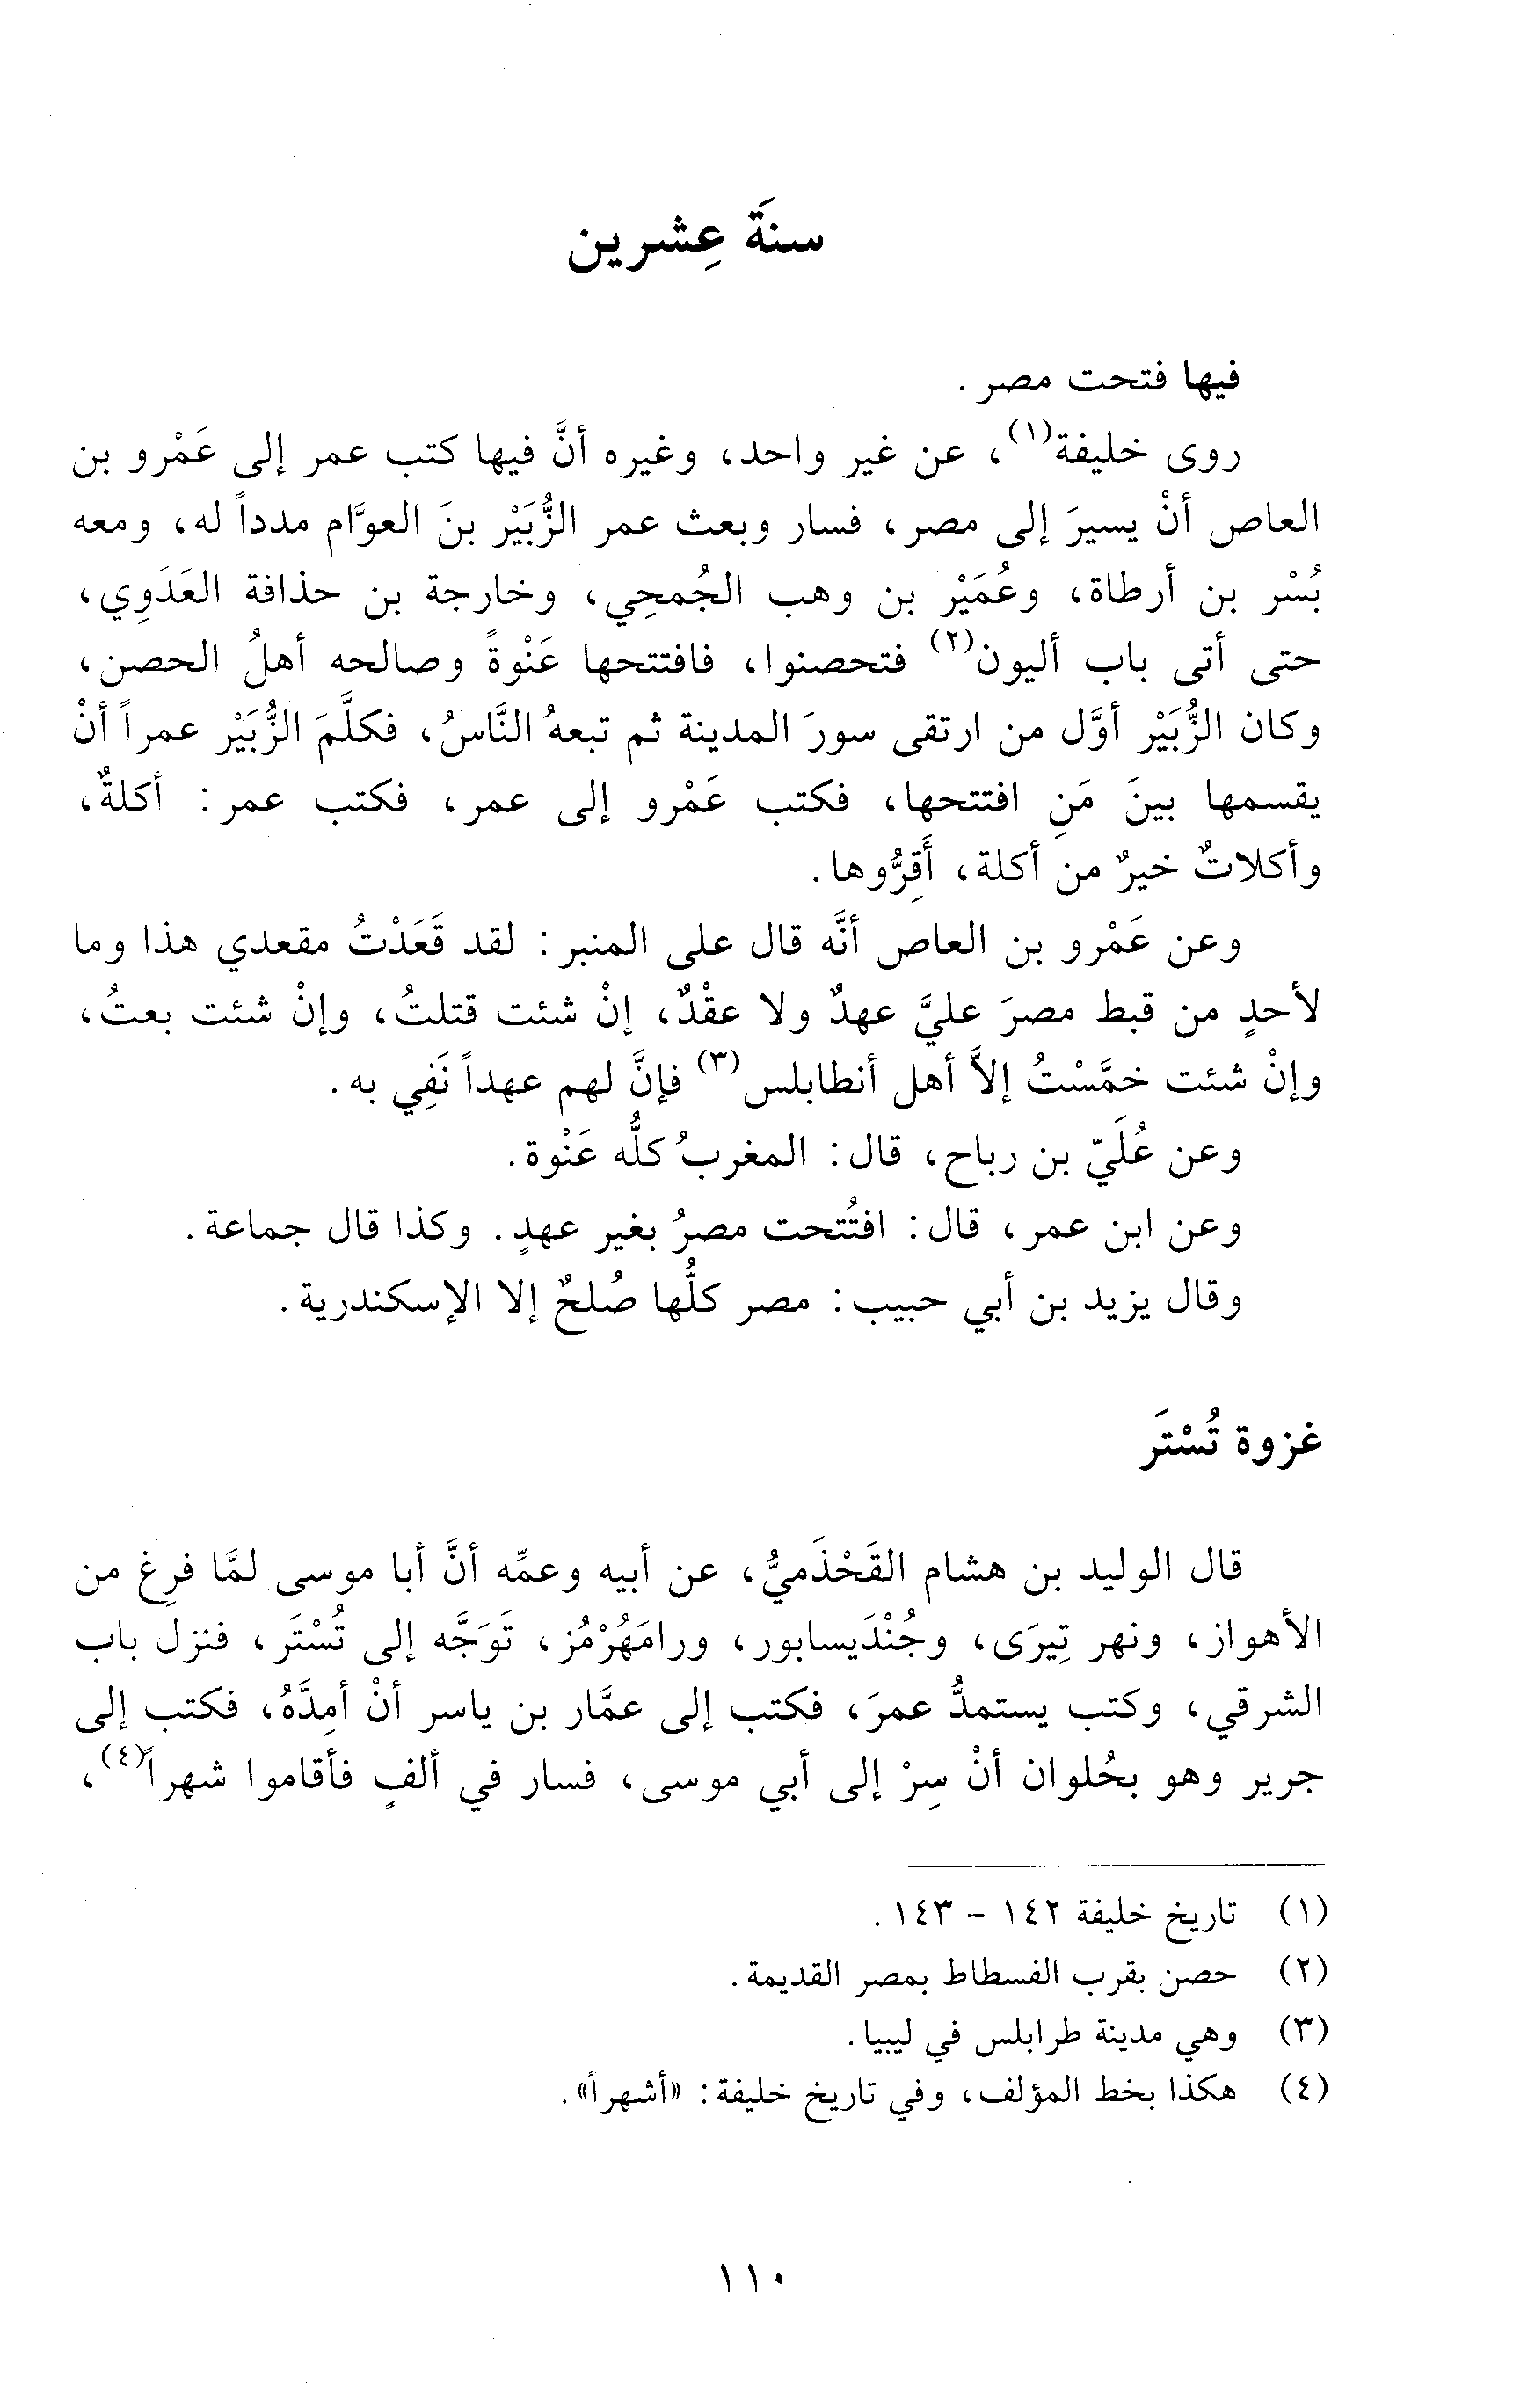 سنَة عِشرين
فيها فتحت مصر.
روى خليفة(١)، عن غير واحد، وغيره أنَّ فيها كتب عمر إلى عَمْرو بن
العاص أنْ يسيرَ إلى مصر، فسار وبعث عمر الزُّبَيْر بنَ العوَّام مدداً له، ومعه
بُسْر بن أرطاة، وعُمَيْر بن وهب الجُمحِي، وخارجة بن حذافة العَدَوِي،
حتى أتى باب أليون(٢) فتحصنوا، فافتتحها عَنْوةً وصالحه أهلُ الحصن،
وكان الزُّبَيْر أوَّل من ارتقى سورَ المدينة ثم تبعهُ النَّاسُ، فكلَّمَ الزُّبَيْر عمراً أنْ
يقسمها بينَ مَنِ افتتحها، فكتب عَمْرو إلى عمر، فكتب عمر: أكلةٌ،
وأكلاتٌ خيرٌ من أكلة، أَقِرُّوها.
وعن عَمْرو بن العاص أنَّه قال على المنبر: لقد قَعَدْتُ مقعدي هذا وما
لأحدٍ من قبط مصرَ عليَّ عهدٌ ولا عقْدٌ، إنْ شئت قتلتُ، وإنْ شئت بعتُ،
وإنْ شئت خمَّسْتُ إلاَّ أهل أنطابلس(٣) فإنَّ لهم عهداً نَفِي به.
وعن عُلَيّ بن رباح، قال: المغربُ كلُّه عَنْوة.
وعن ابن عمر، قال: افتُتحت مصرُ بغير عهدٍ. وكذا قال جماعة.
وقال يزيد بن أبي حبيب: مصر كلُّها صُلحٌ إلا الإسكندرية.
غزوة تُسْتَر
قال الوليد بن هشام القَحْذَميُّ، عن أبيه وعمِّه أنَّ أبا موسى لمَّا فرِغ من
الأهواز، ونهر تِيرَى، وجُنْدَيسابور، ورامَهُرْمُز، تَوَجَّه إلى تُسْتَر، فنزل باب
الشرقي، وكتب يستمدُّ عمرَ، فكتب إلى عمَّار بن ياسر أنْ أمِدَّهُ، فكتب إلى
جرير وهو بحُلوان أنْ سِرْ إلى أبي موسى، فسار في ألفٍ فأقاموا شهراً(٤)،
(١) تاريخ خليفة ١٤٢ - ١٤٣.
(٢) حصن بقرب الفسطاط بمصر القديمة.
(٣) وهي مدينة طرابلس في ليبيا.
(٤) هكذا بخط المؤلف، وفي تاريخ خليفة: «أشهراً».
١١٠